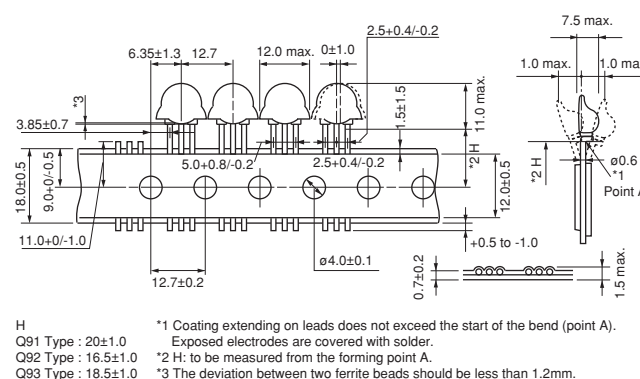 2.5+0.4/-0.2
7.5 max.
6.35±1.3
12.7
12.0 max.
0±1.0
1.0 max.
1.0 ma
*3
3.85±0.7
1.5±1.5
11.0 max.
5.0+0.8/-0.2
2.5+0.4/-0.2
*2 H
*2 H
ø0.6
*1
Point A
18.0±0.5
9.0+0/-0.5
12.0±0.5
11.0+0/-1.0
+0.5 to -1.0
12.7±0.2
ø4.0±0.1
0.7±0.2
1.5 max.
H
Q91 Type : 20±1.0
Q92 Type : 16.5±1.0
Q93 Type : 18.5±1.0
*1 Coating extending on leads does not exceed the start of the bend (point A).
Exposed electrodes are covered with solder.
*2 H: to be measured from the forming point A.
*3 The deviation between two ferrite beads should be less than 1.2mm.